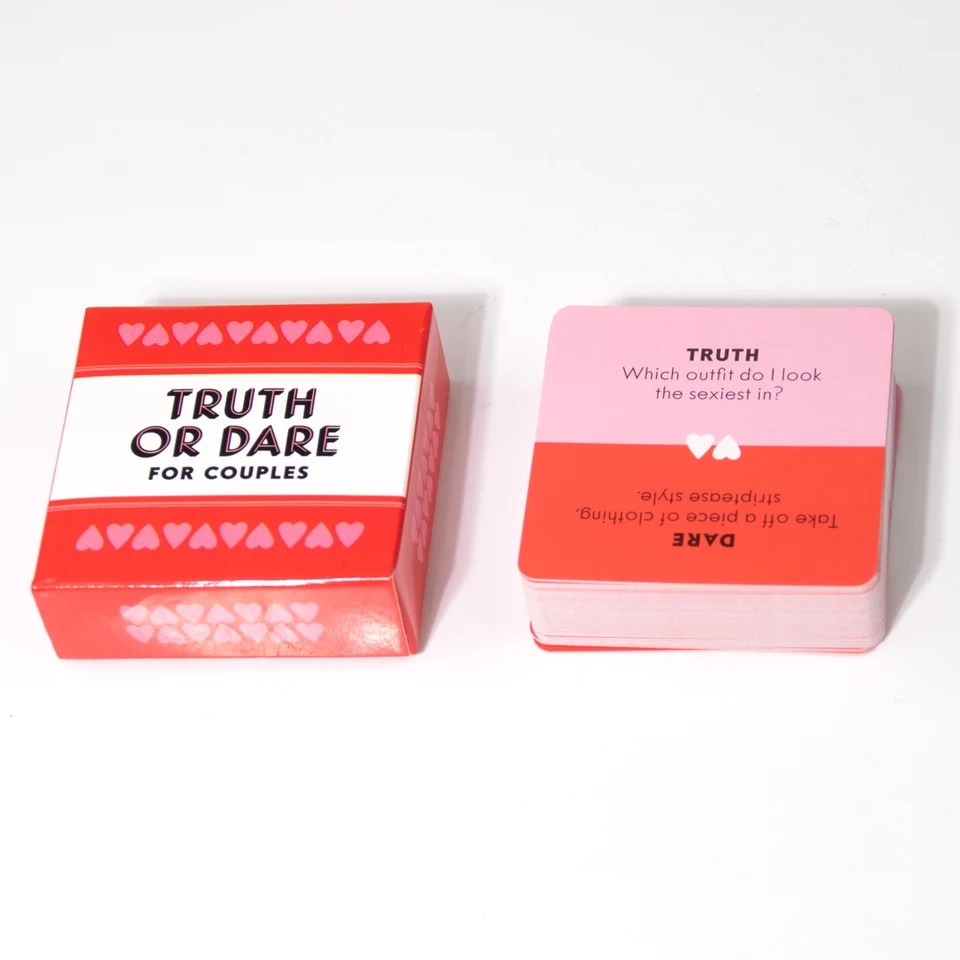 TRUTH
OR DARE
FOR COUPLES
TRUTH
Which outfit do I look
the sexiest in?
DARE
Take off a piece of clothing,
striptease style.